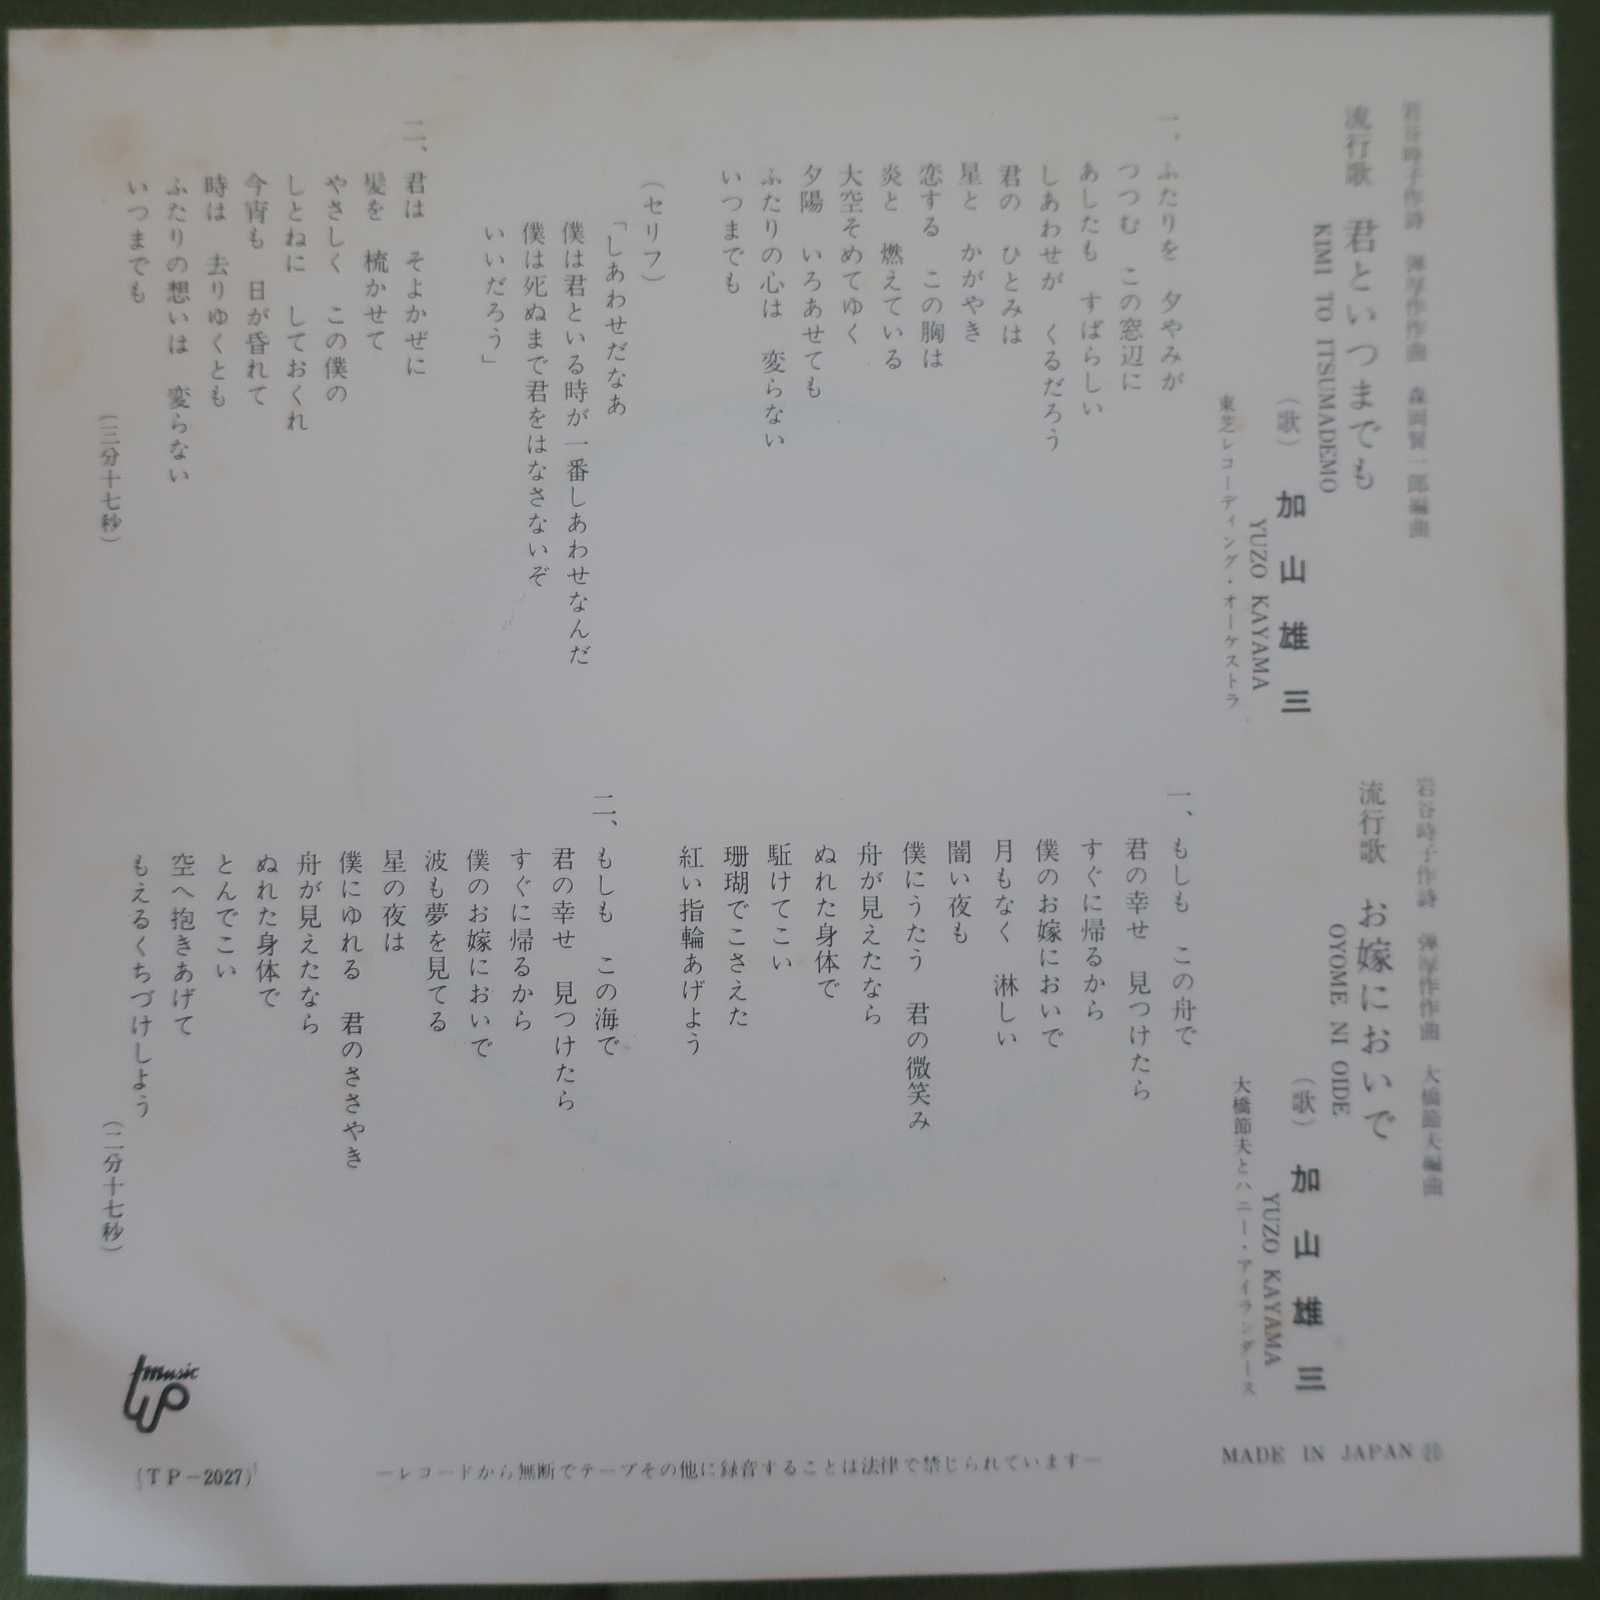 岩谷時子作詩　弾厚作作曲　森岡賢一郎編曲
流行歌　君といつまでも
KIMI TO ITSUMADEMO
（歌）加山雄三
YUZO KAYAMA
東芝レコーディング・オーケストラ
一、ふたりを　夕やみが
つつむ　この窓辺に
あしたも　すばらしい
しあわせが　くるだろう
君の　ひとみは
星と　かがやき
恋する　この胸は
炎と　燃えている
大空そめてゆく
夕陽　いろあせても
ふたりの心は　変らない
いつまでも
（セリフ）
「しあわせだなあ
僕は君といる時が一番しあわせなんだ
僕は死ぬまで君をはなさないぞ
いいだろう」
二、君は　そよかぜに
髪を　梳かせて
やさしく　この僕の
しとねに　しておくれ
今宵も　日が昏れて
時は　去りゆくとも
ふたりの想いは　変らない
いつまでも
（三分十七秒）
岩谷時子作詩　弾厚作作曲　大橋節夫編曲
流行歌　お嫁においで
OYOME NI OIDE
（歌）加山雄三
YUZO KAYAMA
大橋節夫とハニー・アイランダース
一、もしも　この舟で
君の幸せ　見つけたら
すぐに帰るから
僕のお嫁においで
月もなく　淋しい
闇い夜も
僕にうたう　君の微笑み
舟が見えたなら
ぬれた身体で
駈けてこい
珊瑚でこさえた
紅い指輪あげよう
二、もしも　この海で
君の幸せ　見つけたら
すぐに帰るから
僕のお嫁においで
波も夢を見てる
星の夜は
僕にゆれる　君のささやき
舟が見えたなら
ぬれた身体で
とんでこい
空へ抱きあげて
もえるくちづけしよう
（二分十七秒）
music
(TP-2027)
―レコードから無断でテープその他に録音することは法律で禁じられています―
MADE IN JAPAN